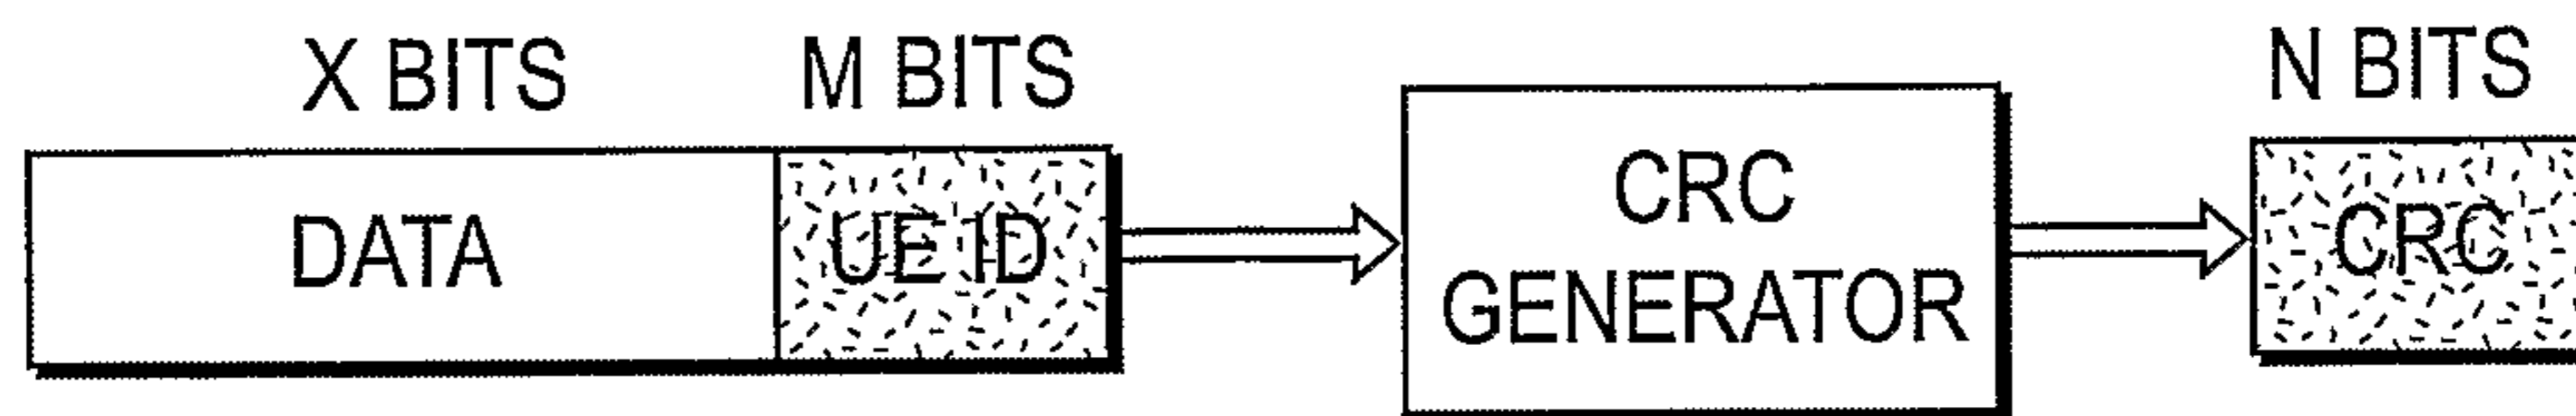 X BITS
M BITS
N BITS
DATA
UE ID
CRC
GENERATOR
CRC